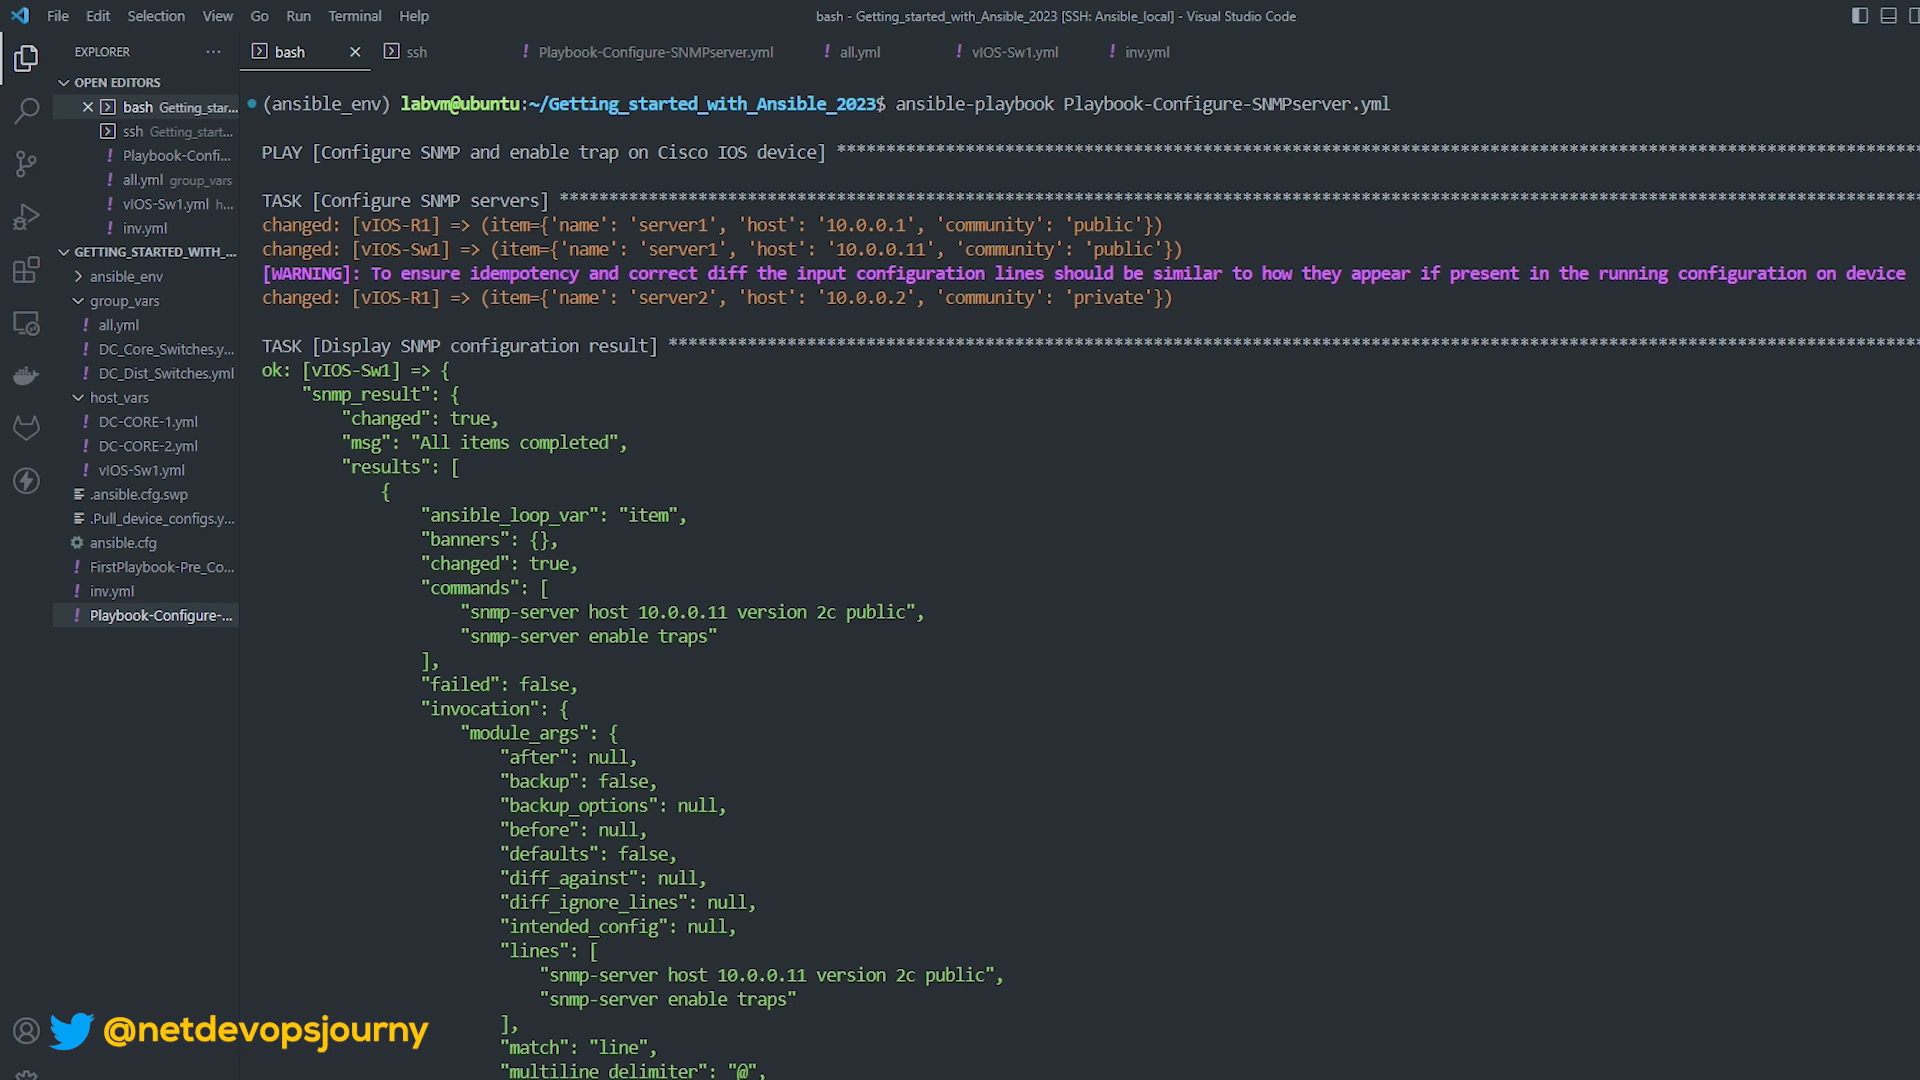 File Edit Selection View Go Run Terminal Help
bash - Getting_started_with_Ansible_2023 [SSH: Ansible_local] - Visual Studio Code
EXPLORER ···
bash ×
ssh
! Playbook-Configure-SNMPserver.yml
! all.yml
! vIOS-Sw1.yml
! inv.yml
OPEN EDITORS
× bash Getting_star...
ssh Getting_start...
! Playbook-Confi...
! all.yml group_vars
! vIOS-Sw1.yml h...
! inv.yml
GETTING_STARTED_WITH_...
ansible_env
group_vars
! all.yml
! DC_Core_Switches.y...
! DC_Dist_Switches.yml
host_vars
! DC-CORE-1.yml
! DC-CORE-2.yml
! vIOS-Sw1.yml
.ansible.cfg.swp
.Pull_device_configs.y...
ansible.cfg
! FirstPlaybook-Pre_Co...
! inv.yml
! Playbook-Configure-...
(ansible_env) labvm@ubuntu:~/Getting_started_with_Ansible_2023$ ansible-playbook Playbook-Configure-SNMPserver.yml
PLAY [Configure SNMP and enable trap on Cisco IOS device] *************************************************************************************************************
TASK [Configure SNMP servers] *****************************************************************************************************************************************
changed: [vIOS-R1] => (item={'name': 'server1', 'host': '10.0.0.1', 'community': 'public'})
changed: [vIOS-Sw1] => (item={'name': 'server1', 'host': '10.0.0.11', 'community': 'public'})
[WARNING]: To ensure idempotency and correct diff the input configuration lines should be similar to how they appear if present in the running configuration on device
changed: [vIOS-R1] => (item={'name': 'server2', 'host': '10.0.0.2', 'community': 'private'})
TASK [Display SNMP configuration result] ******************************************************************************************************************************
ok: [vIOS-Sw1] => {
"snmp_result": {
"changed": true,
"msg": "All items completed",
"results": [
{
"ansible_loop_var": "item",
"banners": {},
"changed": true,
"commands": [
"snmp-server host 10.0.0.11 version 2c public",
"snmp-server enable traps"
],
"failed": false,
"invocation": {
"module_args": {
"after": null,
"backup": false,
"backup_options": null,
"before": null,
"defaults": false,
"diff_against": null,
"diff_ignore_lines": null,
"intended_config": null,
"lines": [
"snmp-server host 10.0.0.11 version 2c public",
"snmp-server enable traps"
],
"match": "line",
"multiline_delimiter": "@",
@netdevopsjourny